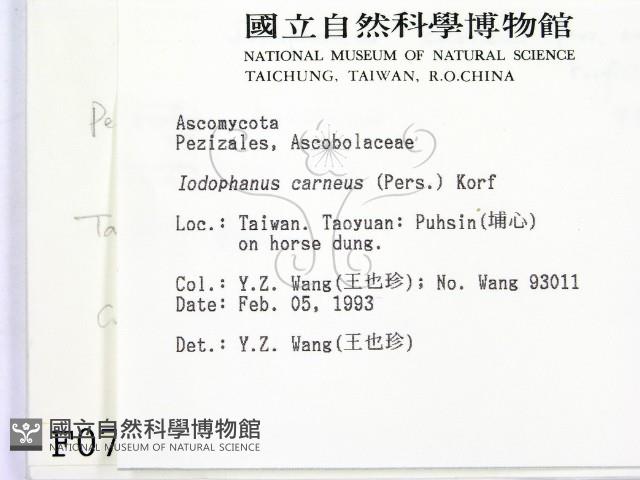 國立自然科學博物館
NATIONAL MUSEUM OF NATURAL SCIENCE
TAICHUNG, TAIWAN, R.O.CHINA
Pe
Ascomycota
Pezizales, Ascobolaceae
Iodophanus carneus (Pers.) Korf
Ta
Loc.: Taiwan. Taoyuan: Puhsin(埔心)
on horse dung.
Col.: Y.Z. Wang(王也珍); No. Wang 93011
Date: Feb. 05, 1993
Det.: Y.Z. Wang(王也珍)
F07
國立自然科學博物館
NATIONAL MUSEUM OF NATURAL SCIENCE